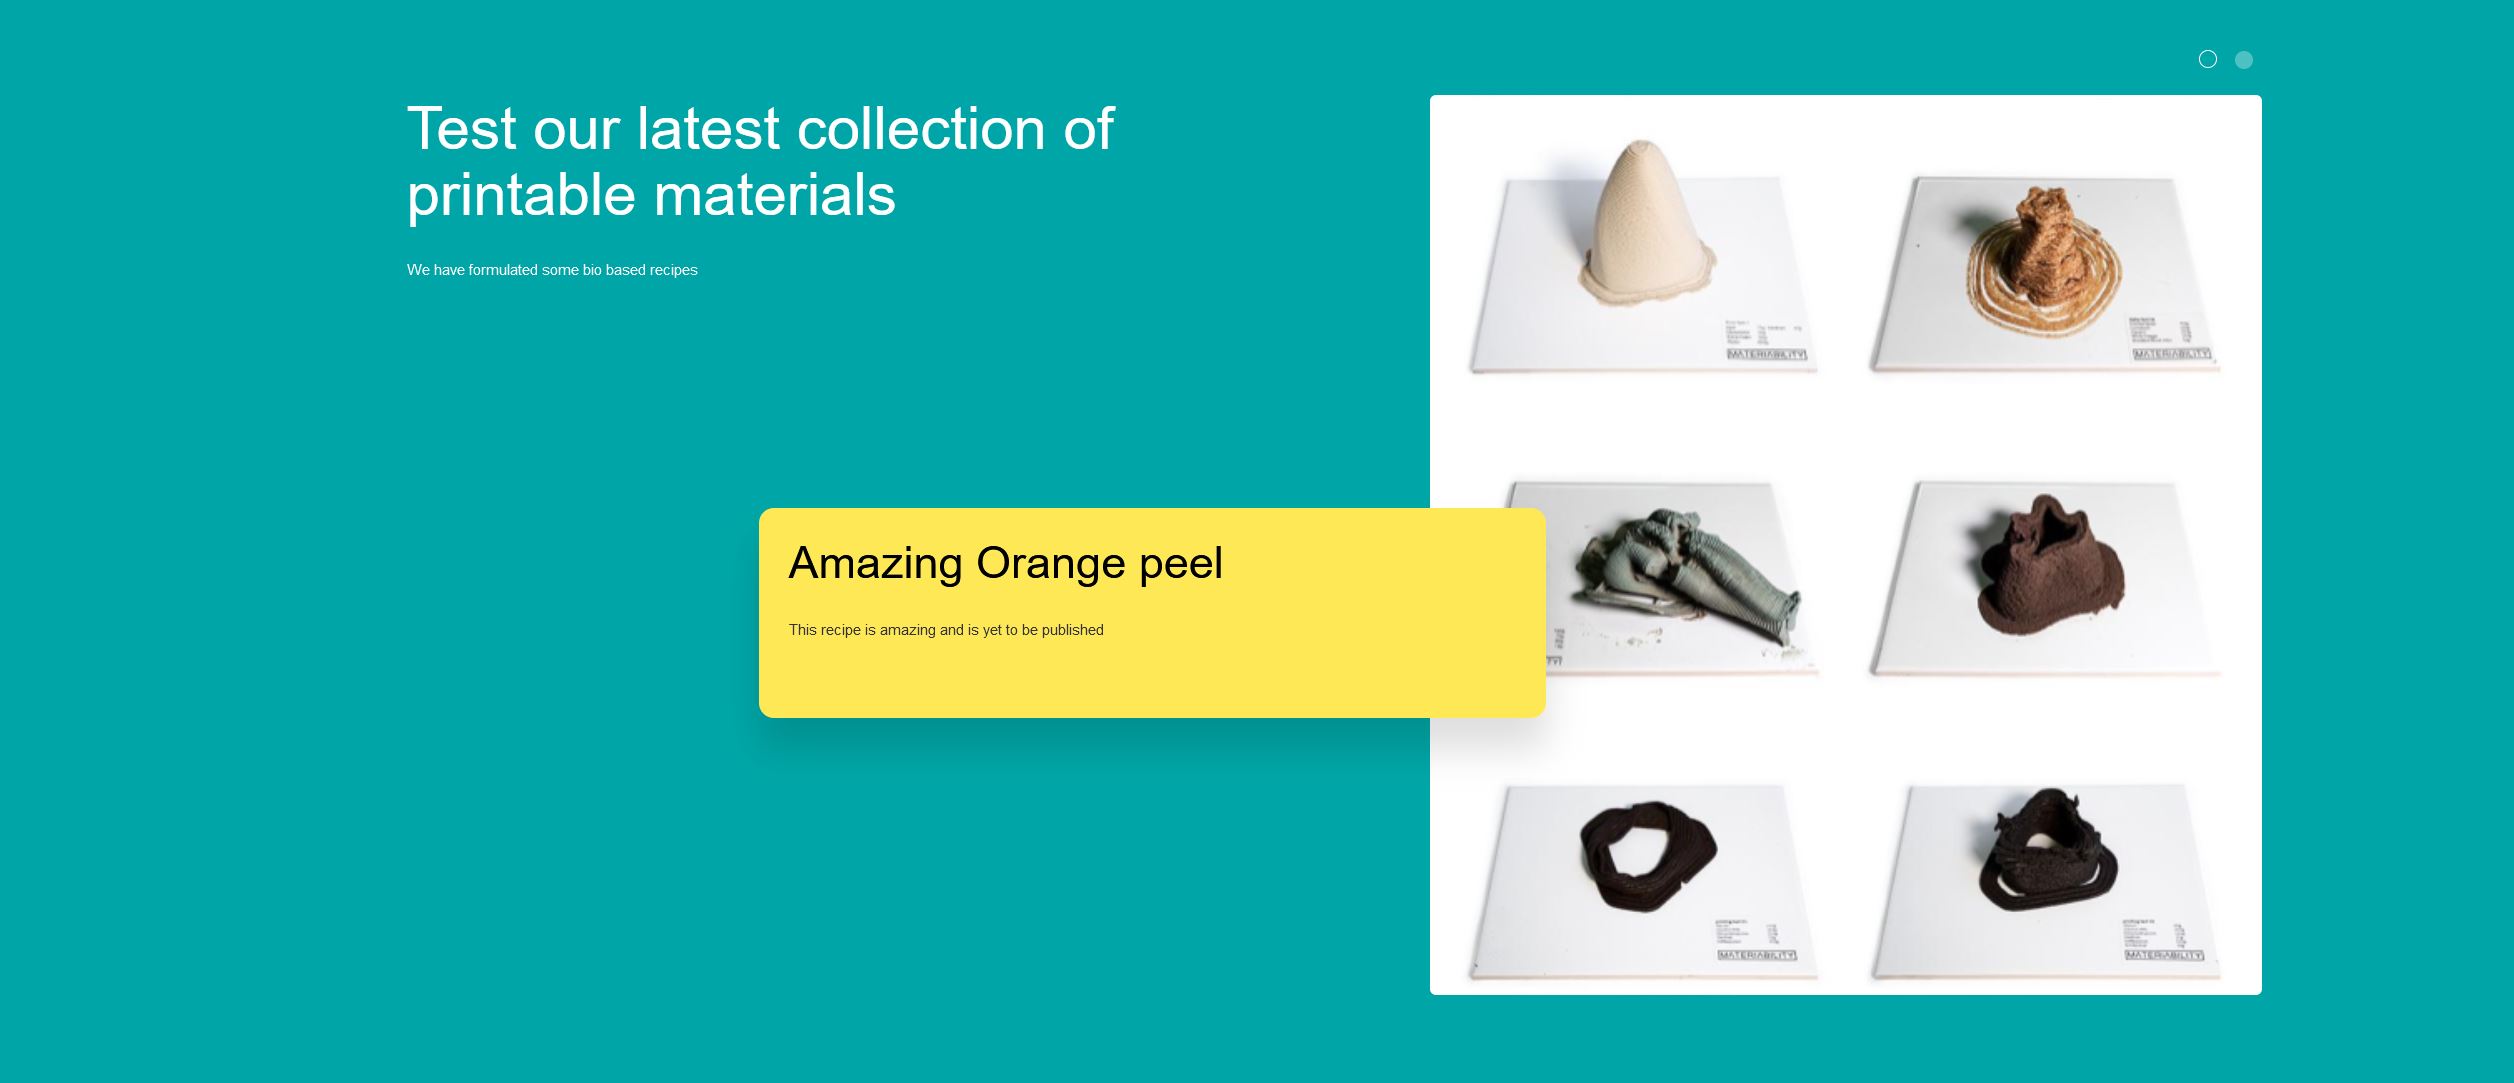 Test our latest collection of
printable materials
We have formulated some bio based recipes
MATERIABILITY
MATERIABILITY
Amazing Orange peel
This recipe is amazing and is yet to be published
MATERIABILITY
MATERIABILITY